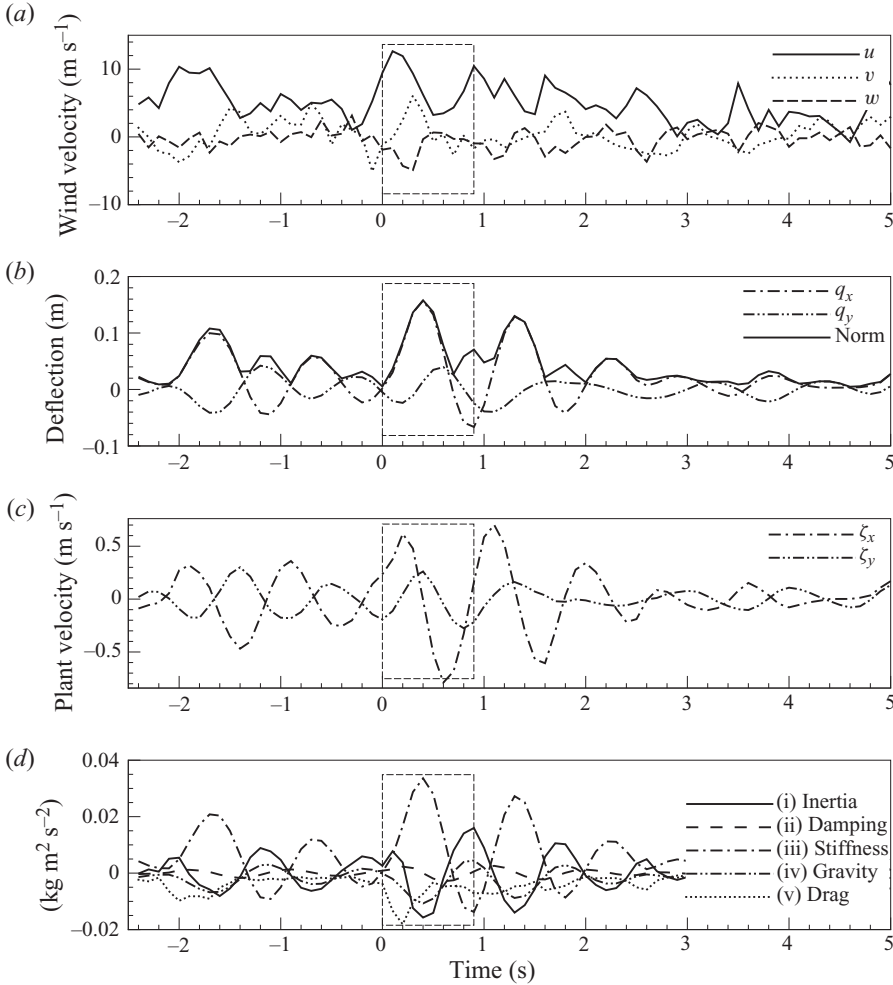 (a)
Wind velocity (m s⁻¹)
10
0
–10
u
v
w
–2 –1 0 1 2 3 4 5
(b)
Deflection (m)
0.2
0.1
0
–0.1
qₓ
q_y
Norm
–2 –1 0 1 2 3 4 5
(c)
Plant velocity (m s⁻¹)
0.5
0
–0.5
ζₓ
ζ_y
–2 –1 0 1 2 3 4 5
(d)
(kg m² s⁻²)
0.04
0.02
0
–0.02
(i) Inertia
(ii) Damping
(iii) Stiffness
(iv) Gravity
(v) Drag
–2 –1 0 1 2 3 4 5
Time (s)